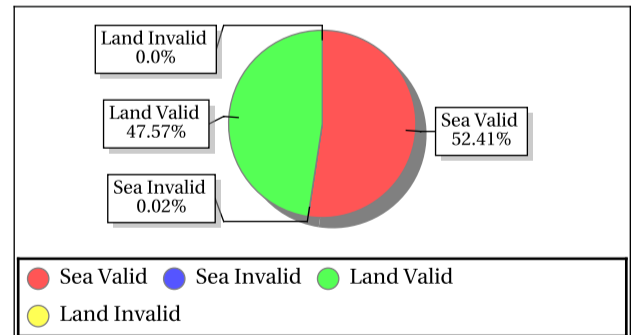 Land Invalid
0.0%
Land Valid
47.57%
Sea Valid
52.41%
Sea Invalid
0.02%
Sea Valid Sea Invalid Land Valid
Land Invalid